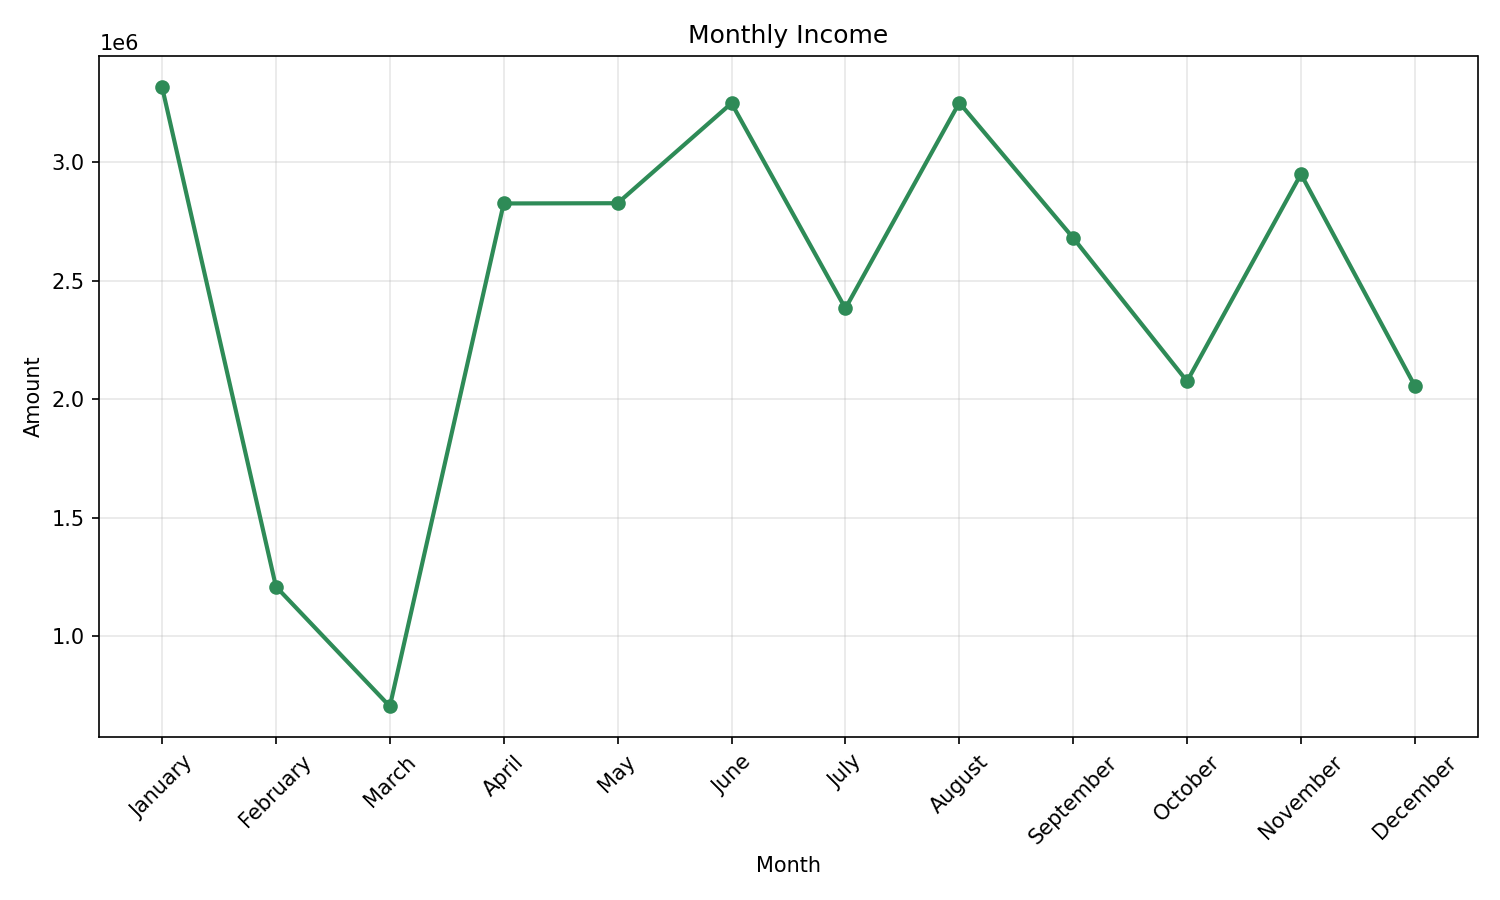 Monthly Income
1e6
3.0
2.5
2.0
1.5
1.0
Amount
January
February
March
April
May
June
July
August
September
October
November
December
Month